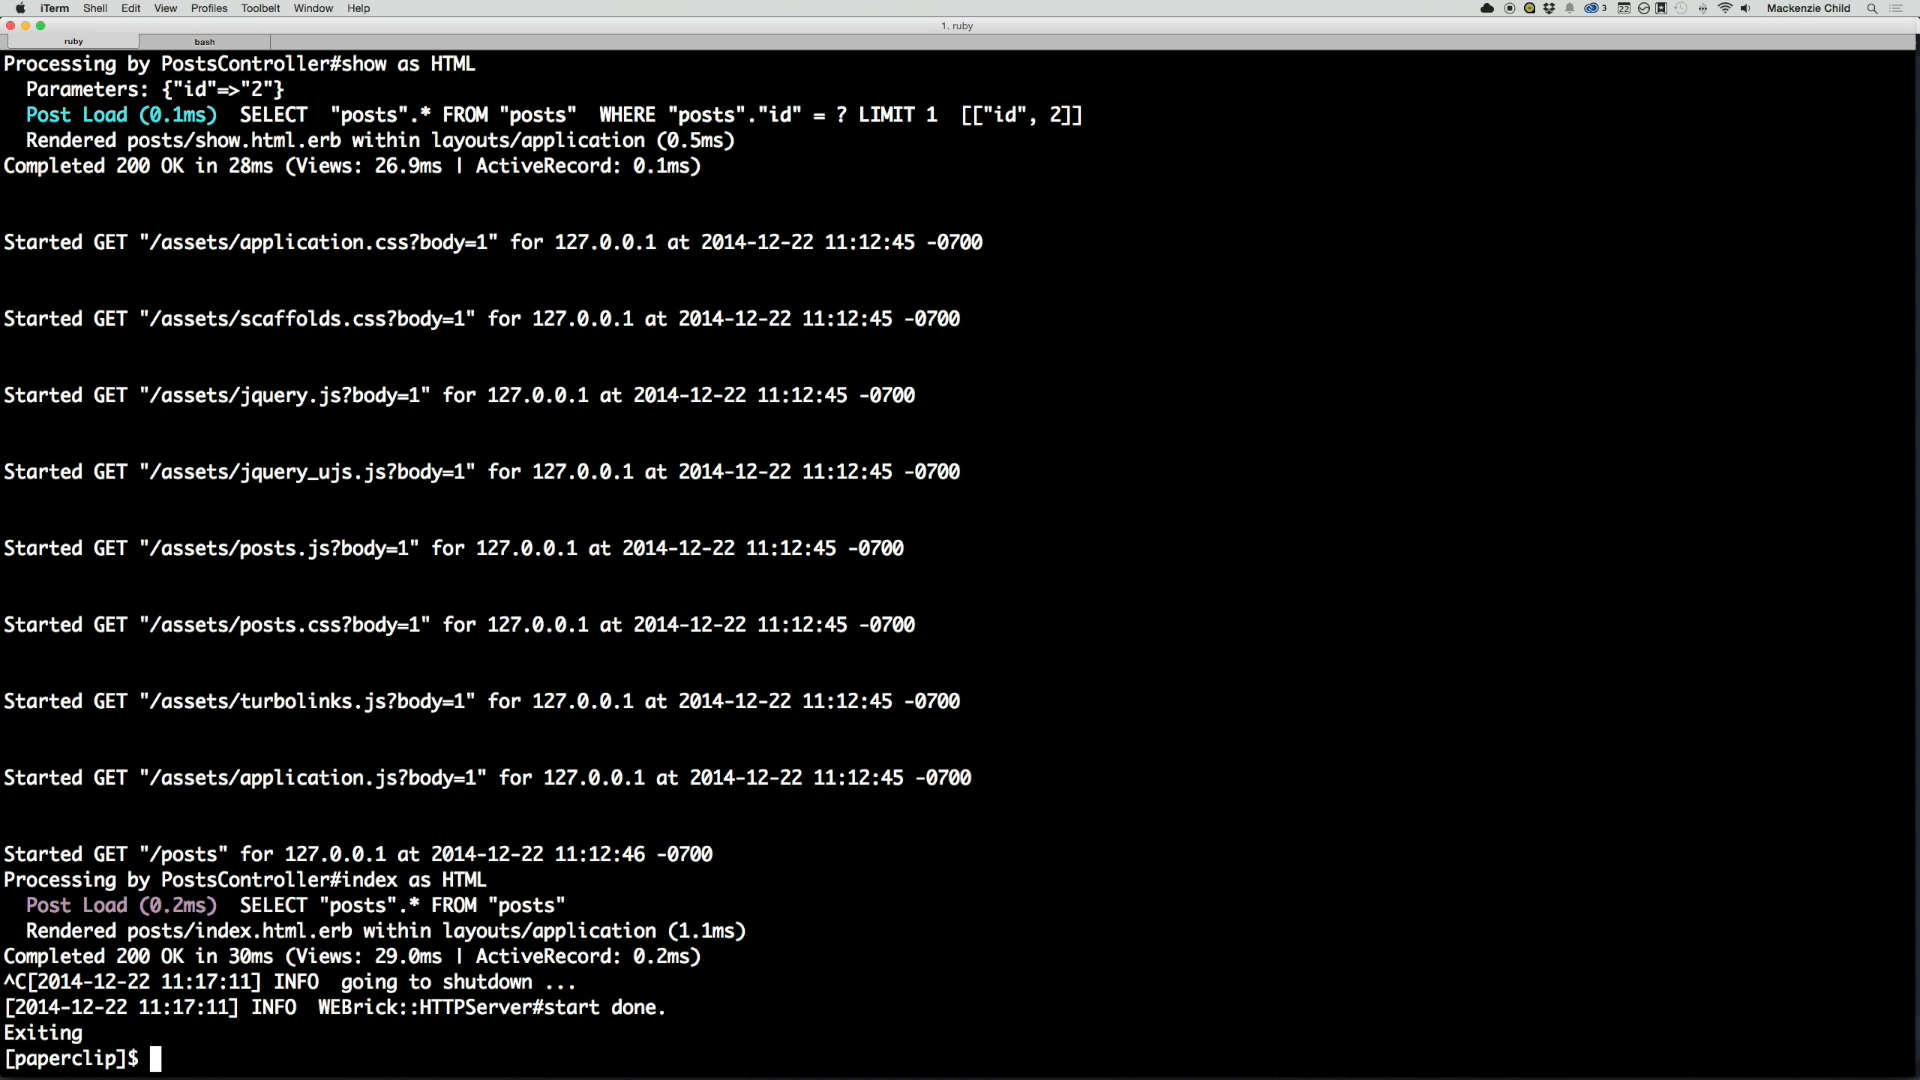 iTerm Shell Edit View Profiles Toolbelt Window Help 3 22 Mackenzie Child
1. ruby
ruby bash
Processing by PostsController#show as HTML
  Parameters: {"id"=>"2"}
  Post Load (0.1ms)  SELECT  "posts".* FROM "posts"  WHERE "posts"."id" = ? LIMIT 1  [["id", 2]]
  Rendered posts/show.html.erb within layouts/application (0.5ms)
Completed 200 OK in 28ms (Views: 26.9ms | ActiveRecord: 0.1ms)
Started GET "/assets/application.css?body=1" for 127.0.0.1 at 2014-12-22 11:12:45 -0700
Started GET "/assets/scaffolds.css?body=1" for 127.0.0.1 at 2014-12-22 11:12:45 -0700
Started GET "/assets/jquery.js?body=1" for 127.0.0.1 at 2014-12-22 11:12:45 -0700
Started GET "/assets/jquery_ujs.js?body=1" for 127.0.0.1 at 2014-12-22 11:12:45 -0700
Started GET "/assets/posts.js?body=1" for 127.0.0.1 at 2014-12-22 11:12:45 -0700
Started GET "/assets/posts.css?body=1" for 127.0.0.1 at 2014-12-22 11:12:45 -0700
Started GET "/assets/turbolinks.js?body=1" for 127.0.0.1 at 2014-12-22 11:12:45 -0700
Started GET "/assets/application.js?body=1" for 127.0.0.1 at 2014-12-22 11:12:45 -0700
Started GET "/posts" for 127.0.0.1 at 2014-12-22 11:12:46 -0700
Processing by PostsController#index as HTML
  Post Load (0.2ms)  SELECT "posts".* FROM "posts"
  Rendered posts/index.html.erb within layouts/application (1.1ms)
Completed 200 OK in 30ms (Views: 29.0ms | ActiveRecord: 0.2ms)
^C[2014-12-22 11:17:11] INFO  going to shutdown ...
[2014-12-22 11:17:11] INFO  WEBrick::HTTPServer#start done.
Exiting
[paperclip]$